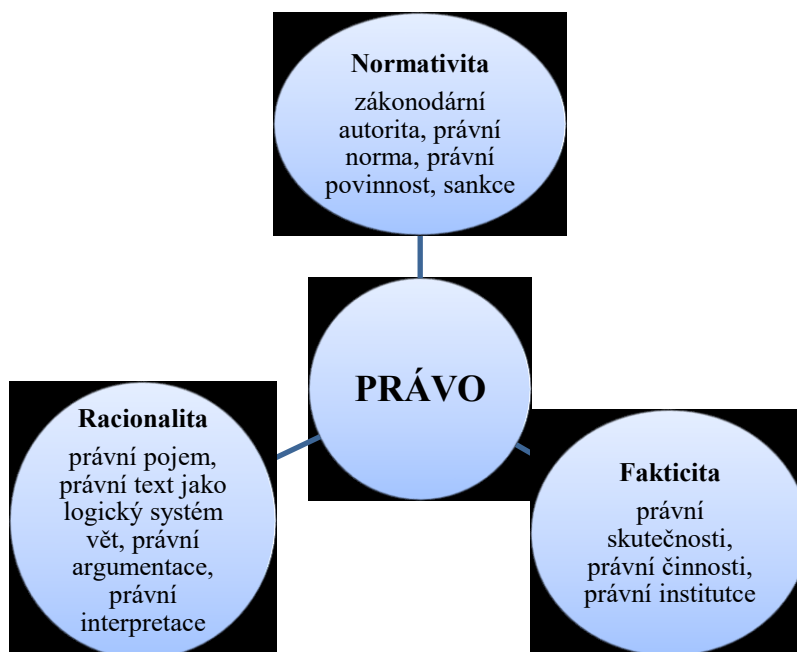 Normativita
zákonodární
autorita, právní
norma, právní
povinnost, sankce
PRÁVO
Racionalita
právní pojem,
právní text jako
logický systém
vět, právní
argumentace,
právní
interpretace
Fakticita
právní
skutečnosti,
právní činnosti,
právní institutce